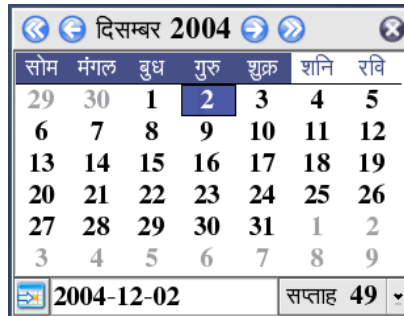 दिसम्बर 2004
सोम मंगल बुध गुरु शुक्र शनि रवि
29 30 1 2 3 4 5
6 7 8 9 10 11 12
13 14 15 16 17 18 19
20 21 22 23 24 25 26
27 28 29 30 31 1 2
3 4 5 6 7 8 9
2004-12-02 सप्ताह 49